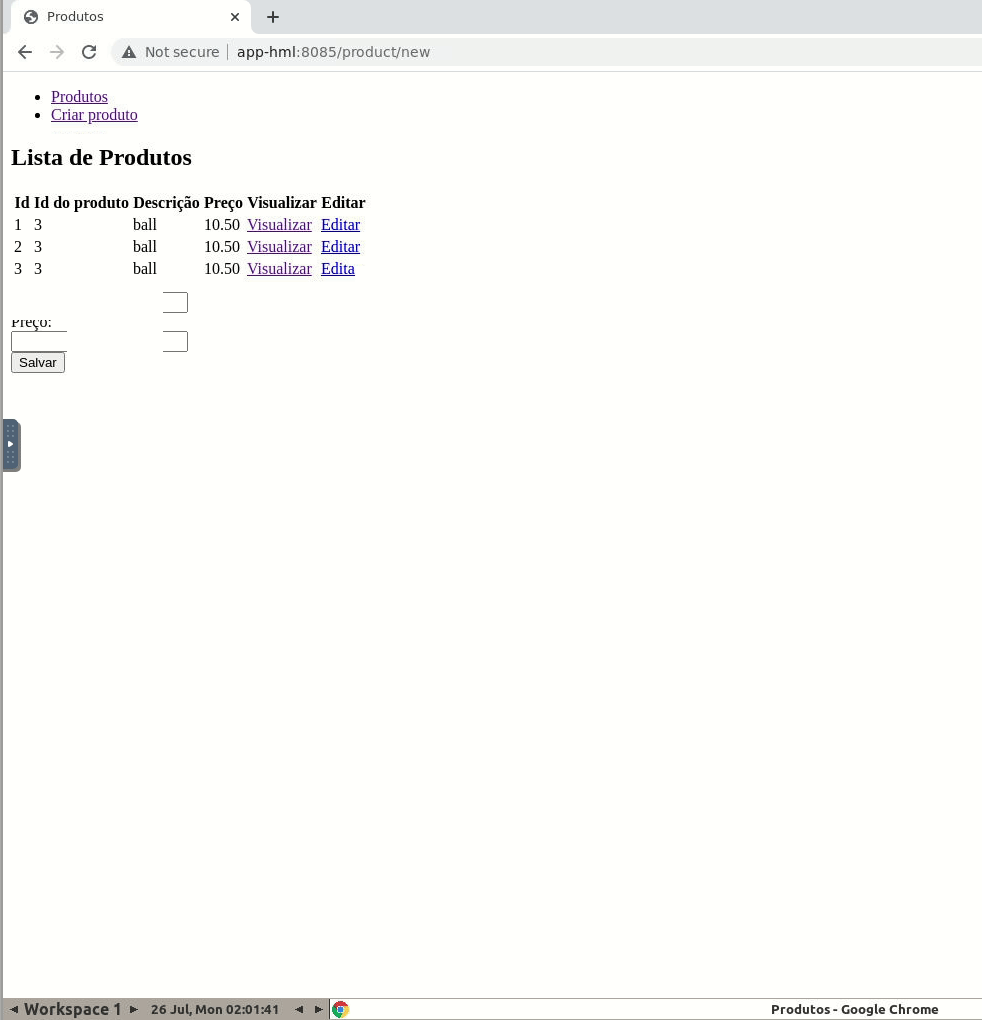 Produtos
Not secure app-hml:8085/product/new
Produtos
Criar produto
Lista de Produtos
Id Id do produto Descrição Preço Visualizar Editar
1 3 ball 10.50 Visualizar Editar
2 3 ball 10.50 Visualizar Editar
3 3 ball 10.50 Visualizar Edita
Preço:
Salvar
Workspace 1 26 Jul, Mon 02:01:41 Produtos - Google Chrome